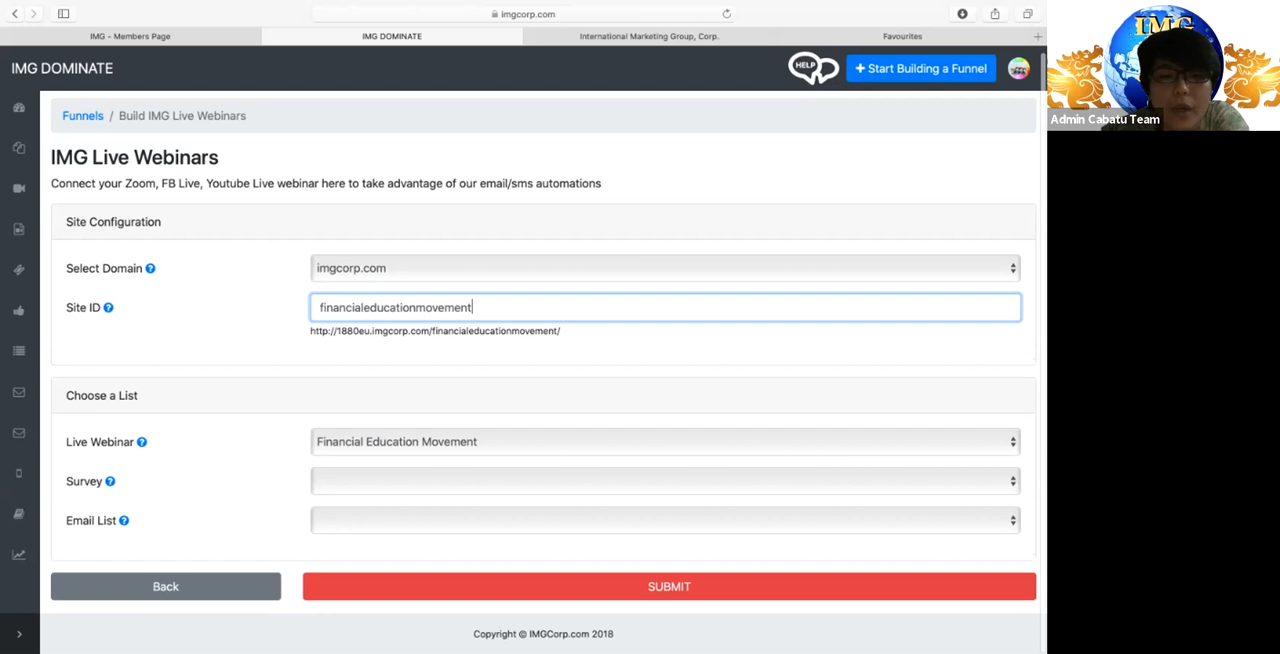 imgcorp.com
IMG - Members Page
IMG DOMINATE
International Marketing Group, Corp.
Favourites
IMG DOMINATE
HELP
+ Start Building a Funnel
IMG
Admin Cabatu Team
Funnels / Build IMG Live Webinars
IMG Live Webinars
Connect your Zoom, FB Live, Youtube Live webinar here to take advantage of our email/sms automations
Site Configuration
Select Domain ?
imgcorp.com
Site ID ?
financialeducationmovement
http://1880eu.imgcorp.com/financialeducationmovement/
Choose a List
Live Webinar ?
Financial Education Movement
Survey ?
Email List ?
Back
SUBMIT
Copyright © IMGCorp.com 2018